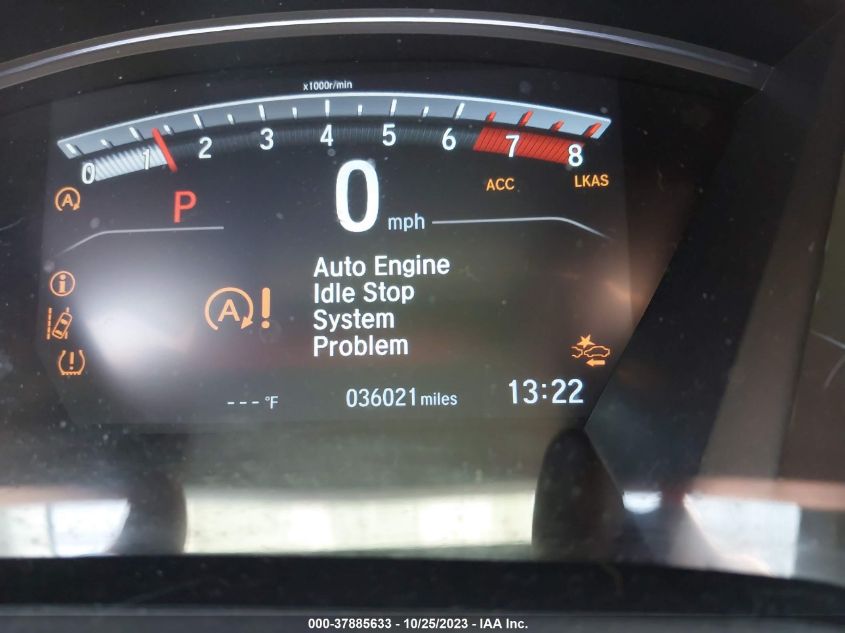 x1000r/min
0 1 2 3 4 5 6 7 8
A P 0 mph ACC LKAS
Auto Engine
Idle Stop
System
Problem
A!
i
!
---°F 036021 miles 13:22
000-37885633 - 10/25/2023 - IAA Inc.